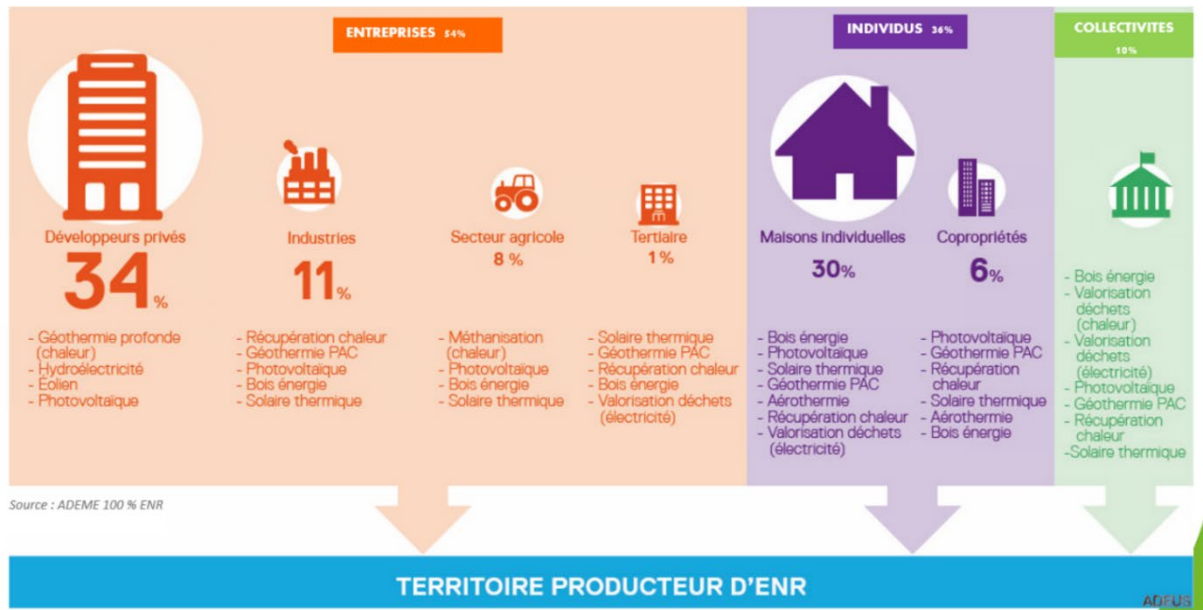 ENTREPRISES 54%
Développeurs privés
34 %
- Géothermie profonde
(chaleur)
- Hydroélectricité
- Éolien
- Photovoltaïque
Industries
11%
- Récupération chaleur
- Géothermie PAC
- Photovoltaïque
- Bois énergie
- Solaire thermique
Secteur agricole
8 %
- Méthanisation
(chaleur)
- Photovoltaïque
- Bois énergie
- Solaire thermique
Tertiaire
1 %
- Solaire thermique
- Géothermie PAC
- Récupération chaleur
- Bois énergie
- Valorisation déchets
(électricité)
INDIVIDUS 36%
Maisons individuelles
30%
- Bois énergie
- Photovoltaïque
- Solaire thermique
- Géothermie PAC
- Aérothermie
- Récupération chaleur
- Valorisation déchets
(électricité)
Copropriétés
6%
- Photovoltaïque
- Géothermie PAC
- Récupération
chaleur
- Solaire thermique
- Aérothermie
- Bois énergie
COLLECTIVITES
10%
- Bois énergie
- Valorisation
déchets
(chaleur)
- Valorisation
déchets
(électricité)
- Photovoltaïque
- Géothermie PAC
- Récupération
chaleur
-Solaire thermique
Source : ADEME 100 % ENR
TERRITOIRE PRODUCTEUR D'ENR
ADEUS